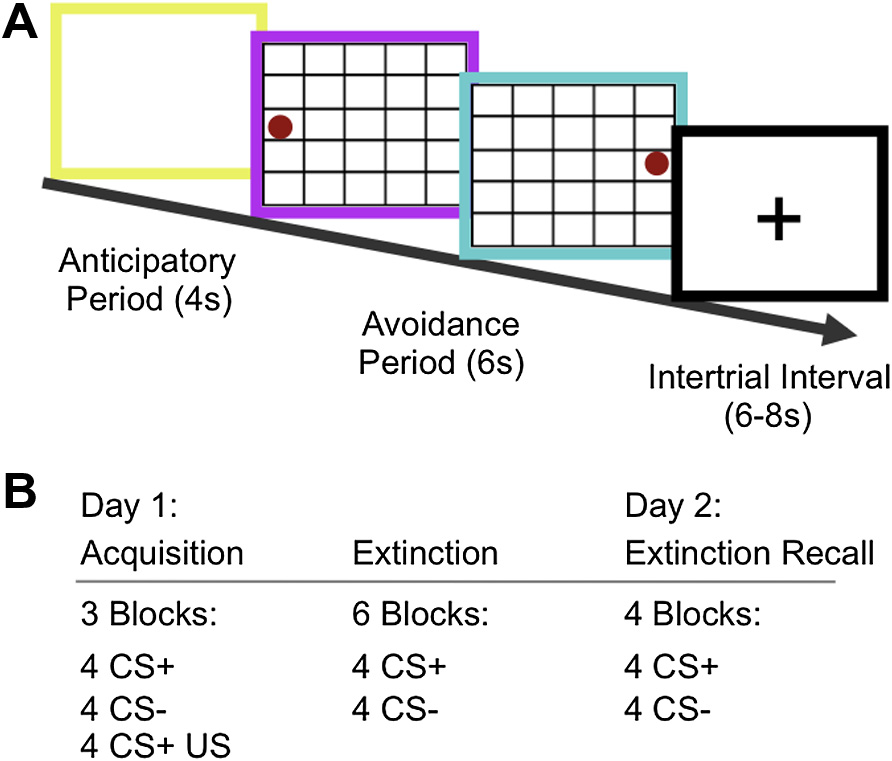 A
Anticipatory
Period (4s)
Avoidance
Period (6s)
+
Intertrial Interval
(6-8s)
B
Day 1:
Day 2:
Acquisition
Extinction
Extinction Recall
3 Blocks:
6 Blocks:
4 Blocks:
4 CS+
4 CS+
4 CS+
4 CS-
4 CS-
4 CS-
4 CS+ US